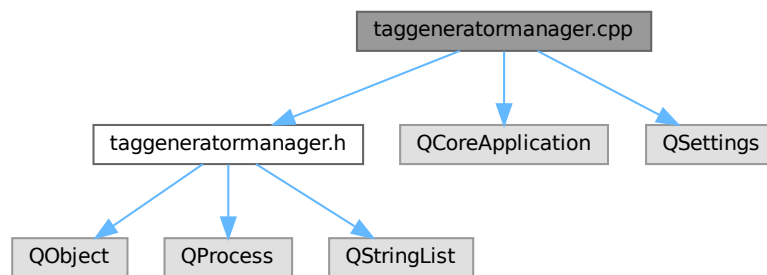 taggeneratormanager.cpp
taggeneratormanager.h
QCoreApplication
QSettings
QObject
QProcess
QStringList